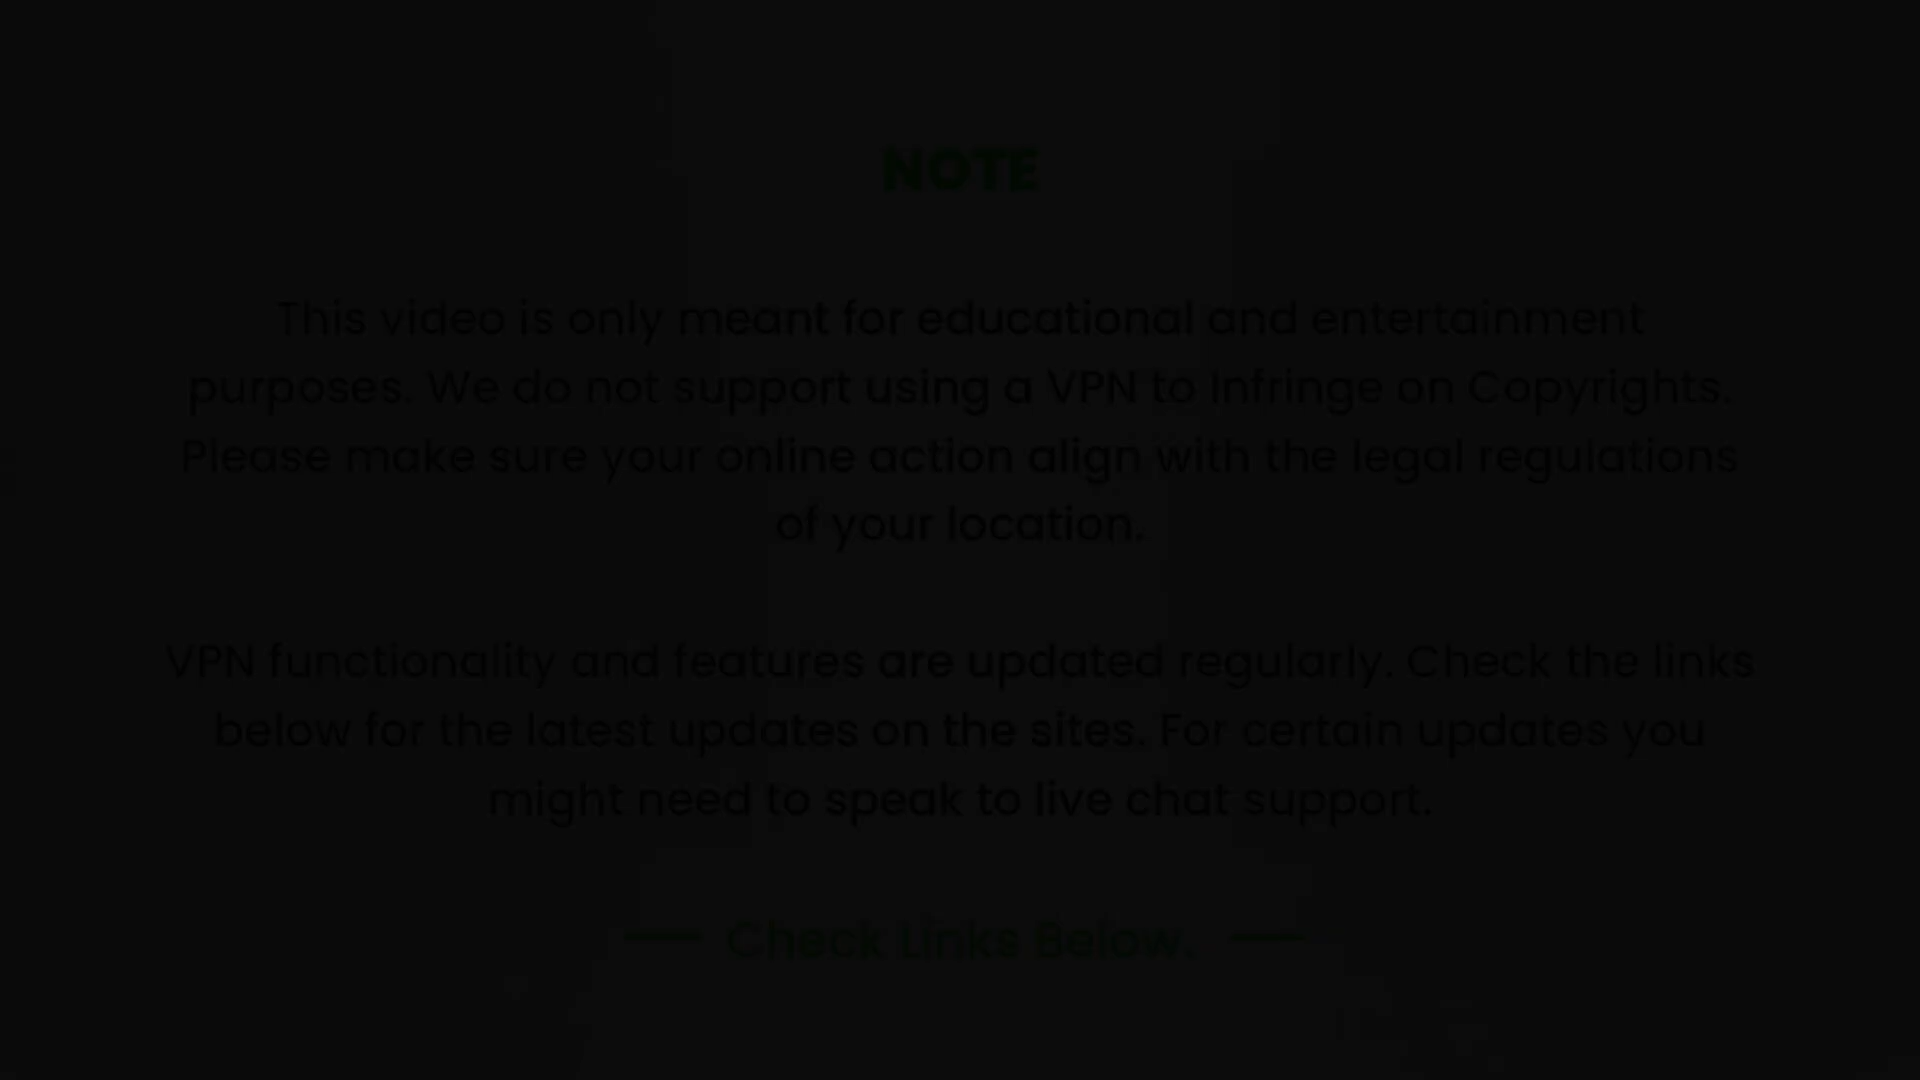 NOTE
This video is only meant for educational and entertainment
purposes. We do not support using a VPN to infringe on Copyrights.
Please make sure your online action align with the legal regulations
of your location.
VPN functionality and features are updated regularly. Check the links
below for the latest updates on the sites. For certain updates you
might need to speak to live chat support.
Check Links Below.